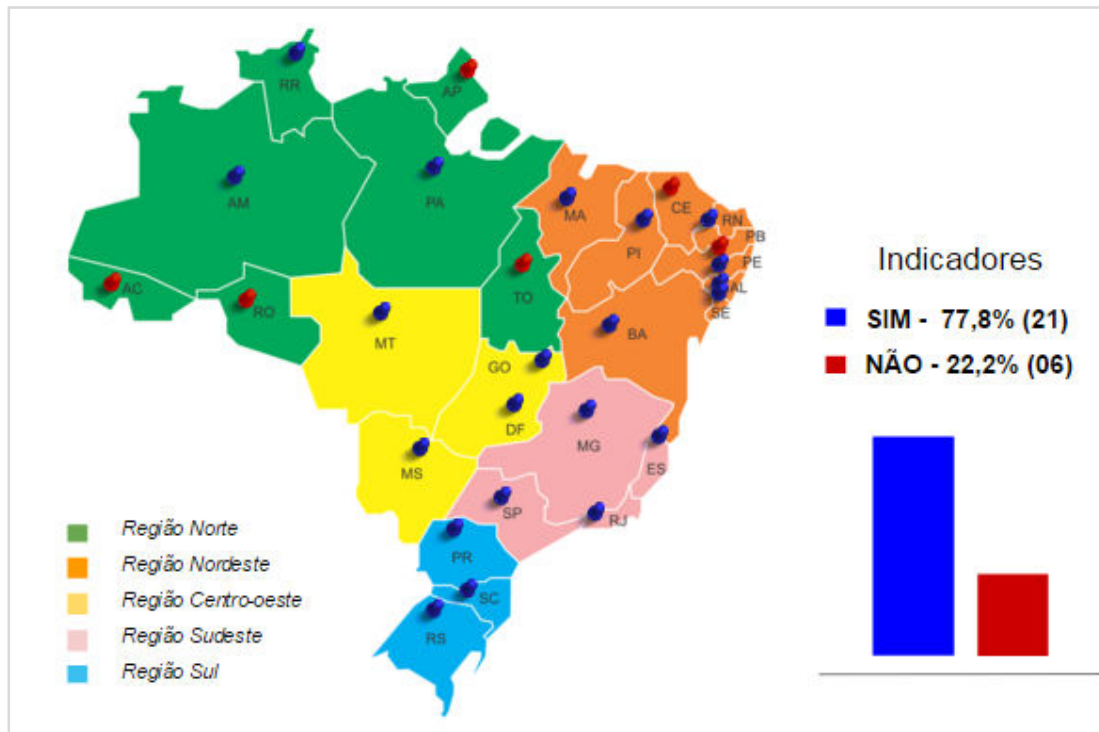 RR
AP
AM
PA
MA
CE
RN
PB
PI
PE
AL
SE
AC
RO
TO
BA
MT
GO
DF
MG
MS
ES
SP
RJ
PR
SC
RS
Região Norte
Região Nordeste
Região Centro-oeste
Região Sudeste
Região Sul
Indicadores
SIM - 77,8% (21)
NÃO - 22,2% (06)